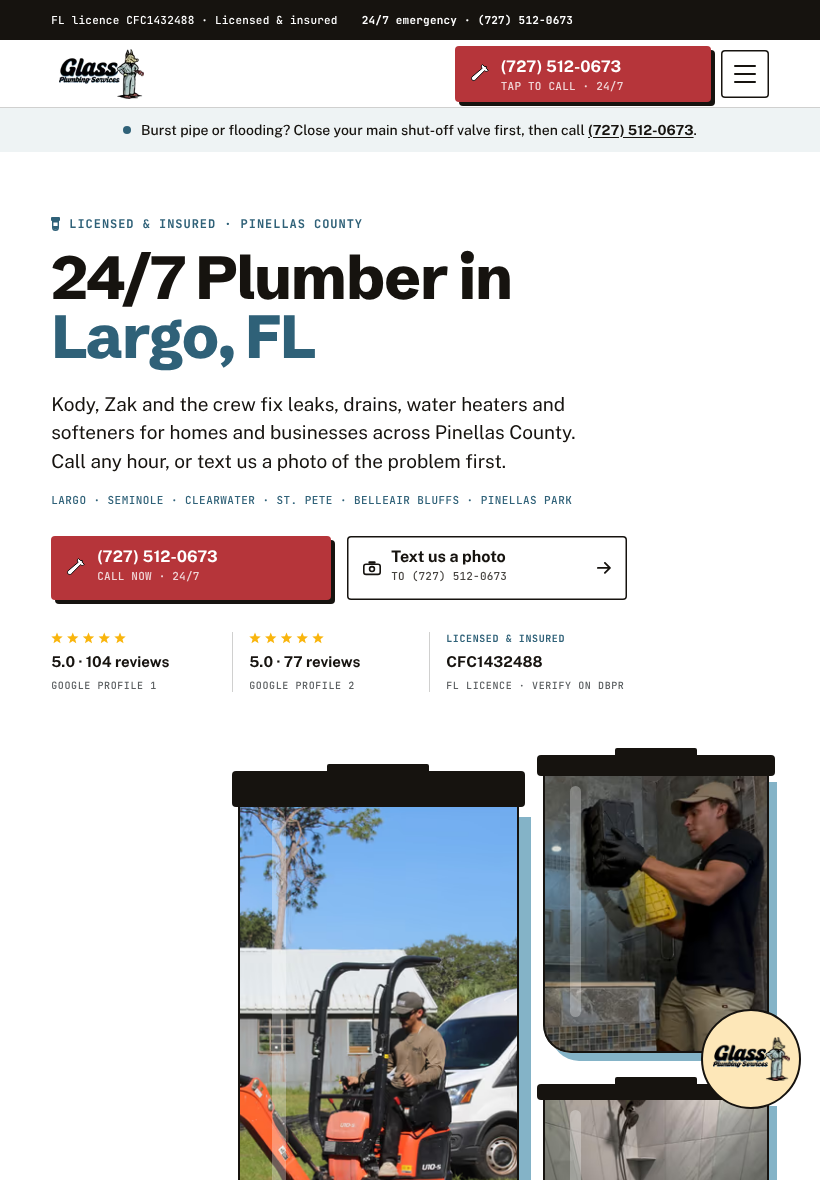 FL licence CFC1432488 · Licensed & insured 24/7 emergency · (727) 512-0673
Glass
Plumbing Services
(727) 512-0673
TAP TO CALL · 24/7
Burst pipe or flooding? Close your main shut-off valve first, then call (727) 512-0673.
LICENSED & INSURED · PINELLAS COUNTY
24/7 Plumber in
Largo, FL
Kody, Zak and the crew fix leaks, drains, water heaters and
softeners for homes and businesses across Pinellas County.
Call any hour, or text us a photo of the problem first.
LARGO · SEMINOLE · CLEARWATER · ST. PETE · BELLEAIR BLUFFS · PINELLAS PARK
(727) 512-0673
CALL NOW · 24/7
Text us a photo
TO (727) 512-0673
5.0 · 104 reviews
GOOGLE PROFILE 1
5.0 · 77 reviews
GOOGLE PROFILE 2
LICENSED & INSURED
CFC1432488
FL LICENCE · VERIFY ON DBPR
U10-5
Glass
Plumbing Services